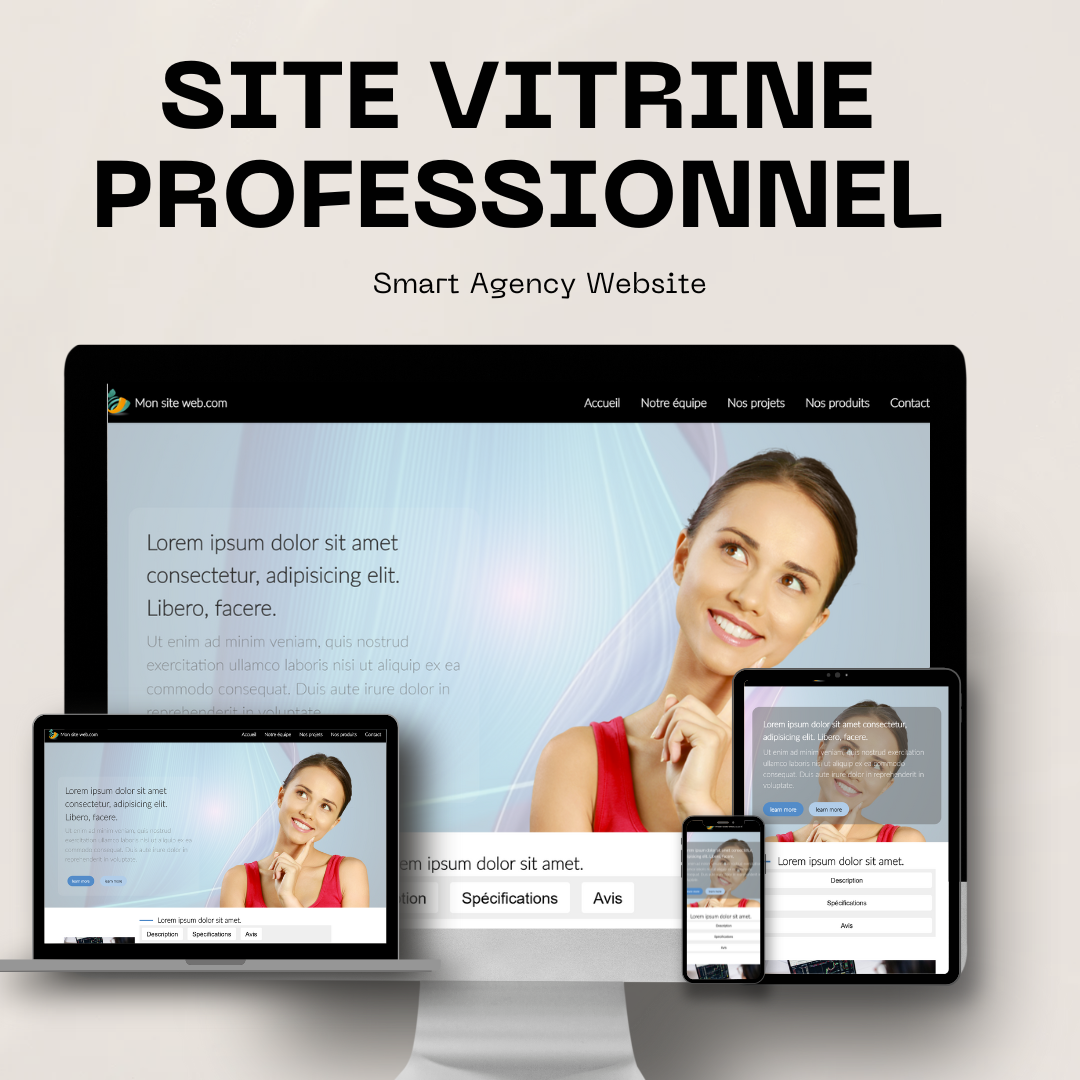 SITE VITRINE
PROFESSIONNEL
Smart Agency Website
Mon site web.com
Accueil Notre équipe Nos projets Nos produits Contact
Lorem ipsum dolor sit amet
consectetur, adipisicing elit.
Libero, facere.
Ut enim ad minim veniam, quis nostrud
exercitation ullamco laboris nisi ut aliquip ex ea
commodo consequat. Duis aute irure dolor in
reprehenderit in voluptate
em ipsum dolor sit amet.
tion Spécifications Avis
Mon site web.com
Accueil Notre équipe Nos projets Nos produits Contact
Lorem ipsum dolor sit amet
consectetur, adipisicing elit.
Libero, facere.
Ut enim ad minim veniam, quis nostrud
exercitation ullamco laboris nisi ut aliquip ex ea
commodo consequat. Duis aute irure dolor in
reprehenderit in voluptate.
learn more learn more
Lorem ipsum dolor sit amet.
Description Spécifications Avis
Lorem ipsum dolor sit amet consectetur,
adipisicing elit. Libero, facere.
Ut enim ad minim veniam, quis nostrud exercitation
ullamco laboris nisi ut aliquip ex ea commodo
consequat. Duis aute irure dolor in reprehenderit in
voluptate.
learn more learn more
Lorem ipsum dolor sit amet.
Description
Spécifications
Avis
Lorem ipsum dolor sit amet.
Description
Spécifications
Avis